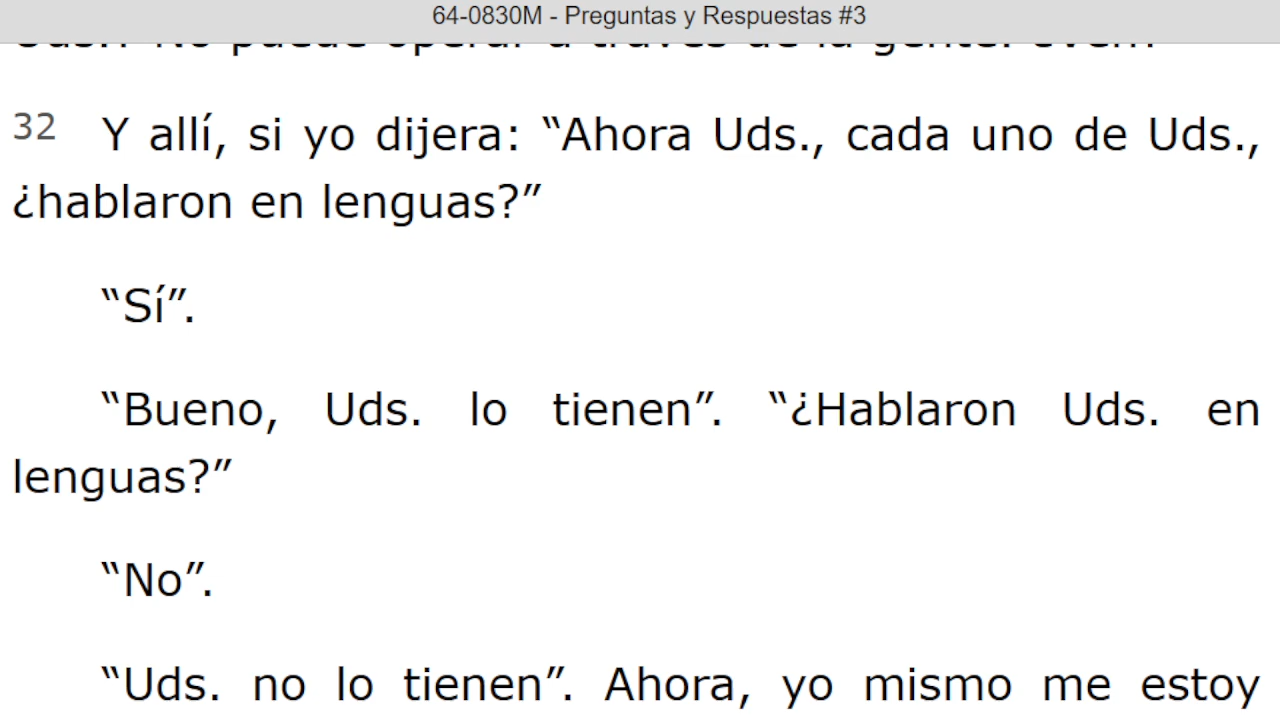 64-0830M - Preguntas y Respuestas #3
32 Y allí, si yo dijera: “Ahora Uds., cada uno de Uds.,
¿hablaron en lenguas?”
“Sí”.
“Bueno, Uds. lo tienen”. “¿Hablaron Uds. en
lenguas?”
“No”.
“Uds. no lo tienen”. Ahora, yo mismo me estoy